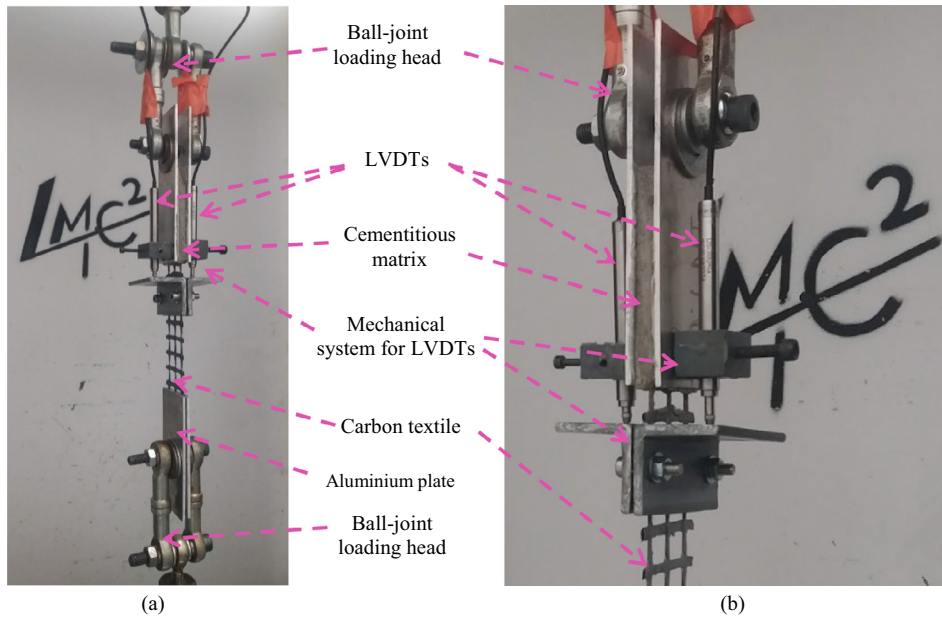 Ball-joint
loading head
LVDTs
Cementitious
matrix
Mechanical
system for LVDTs
Carbon textile
Aluminium plate
Ball-joint
loading head
LMC²
MC²
(a)
(b)